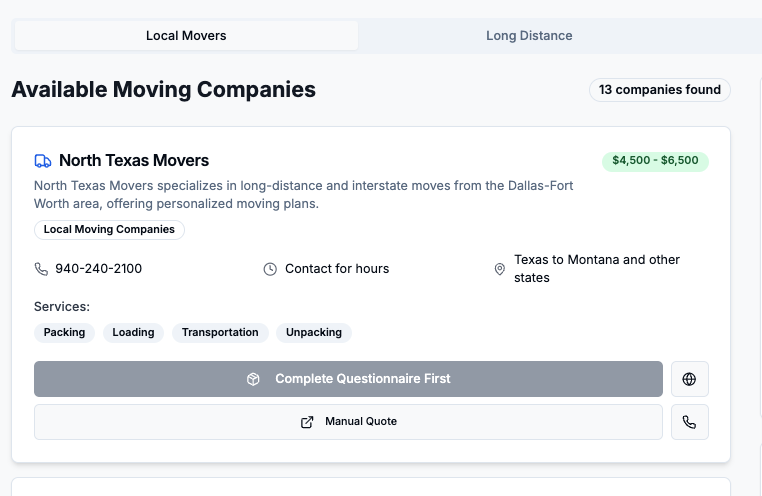 Local Movers
Long Distance
Available Moving Companies
13 companies found
North Texas Movers
$4,500 - $6,500
North Texas Movers specializes in long-distance and interstate moves from the Dallas-Fort
Worth area, offering personalized moving plans.
Local Moving Companies
940-240-2100
Contact for hours
Texas to Montana and other
states
Services:
Packing
Loading
Transportation
Unpacking
Complete Questionnaire First
Manual Quote